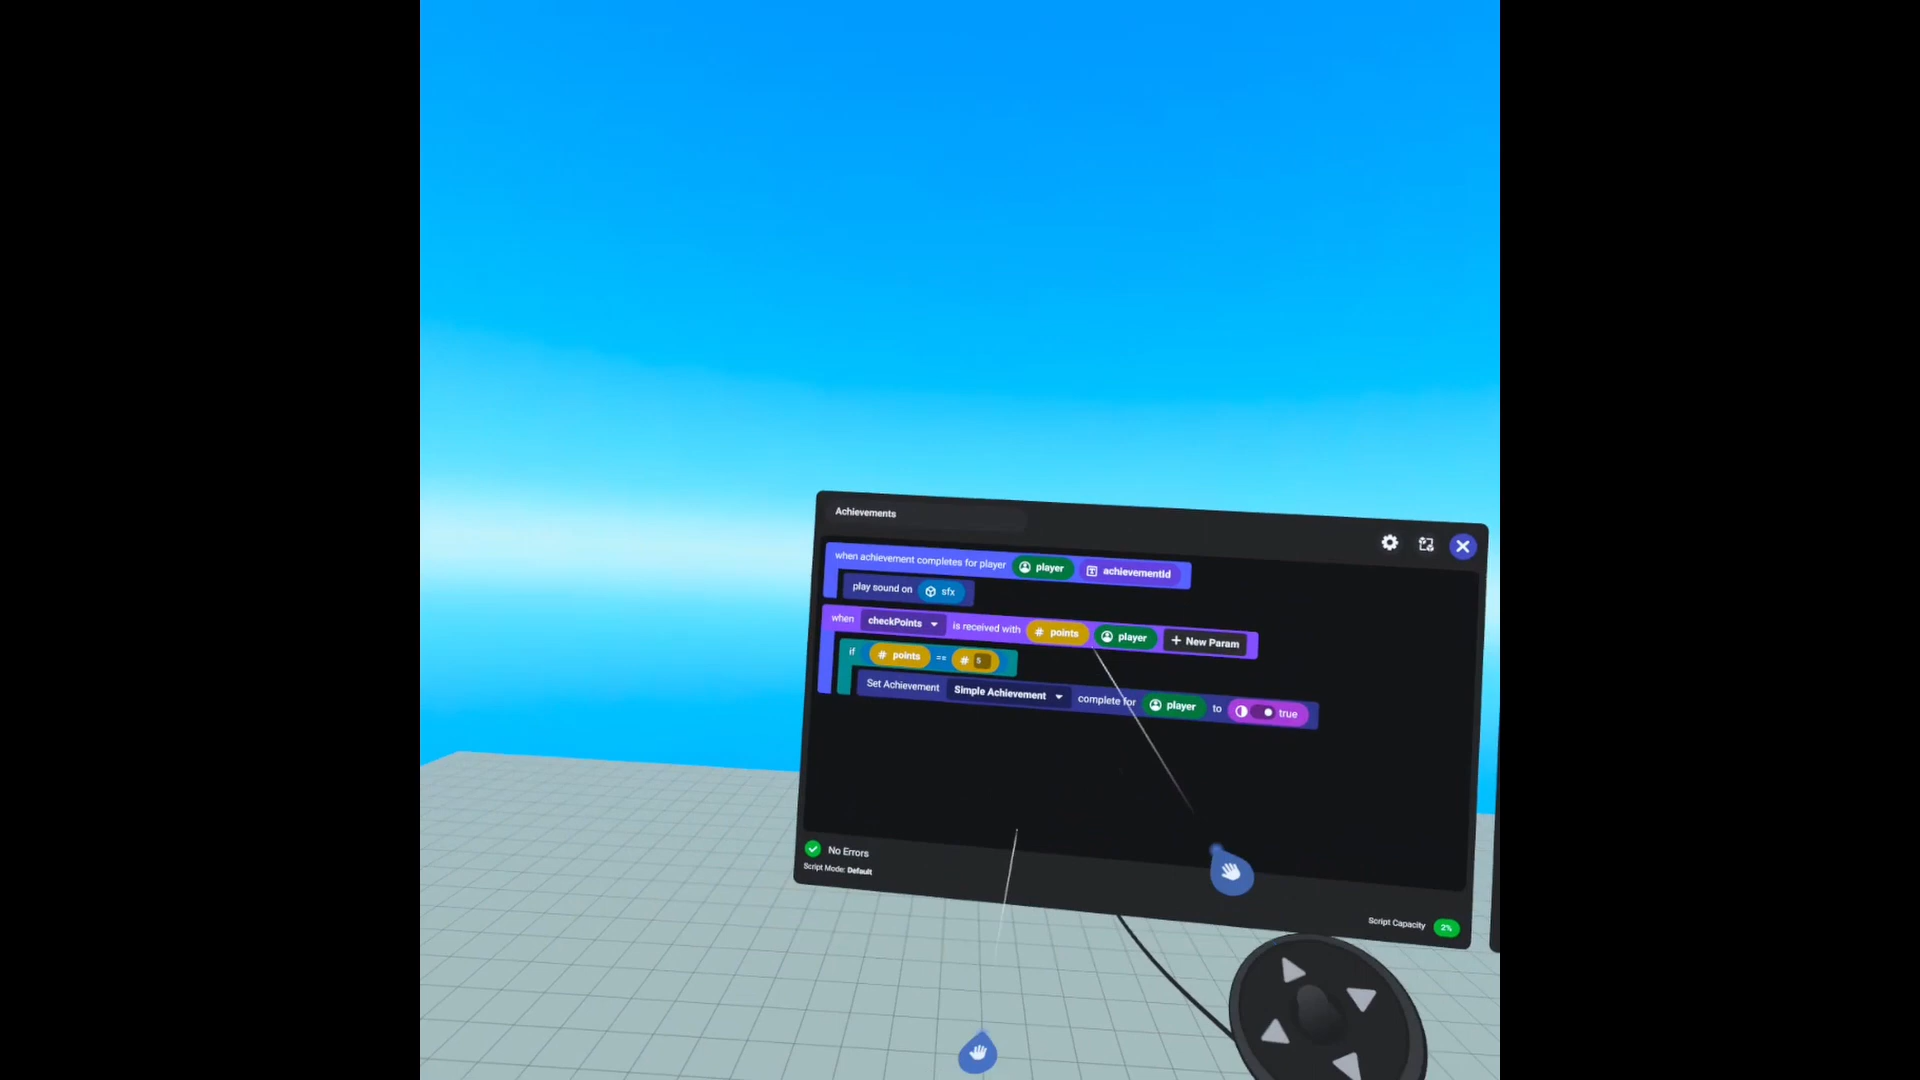 Achievements
when achievement completes for player player achievementId
play sound on sfx
when checkPoints is received with # points player + New Param
if # points == # 5
Set Achievement Simple Achievement complete for player to true
No Errors
Script Mode: Default
Script Capacity 2%